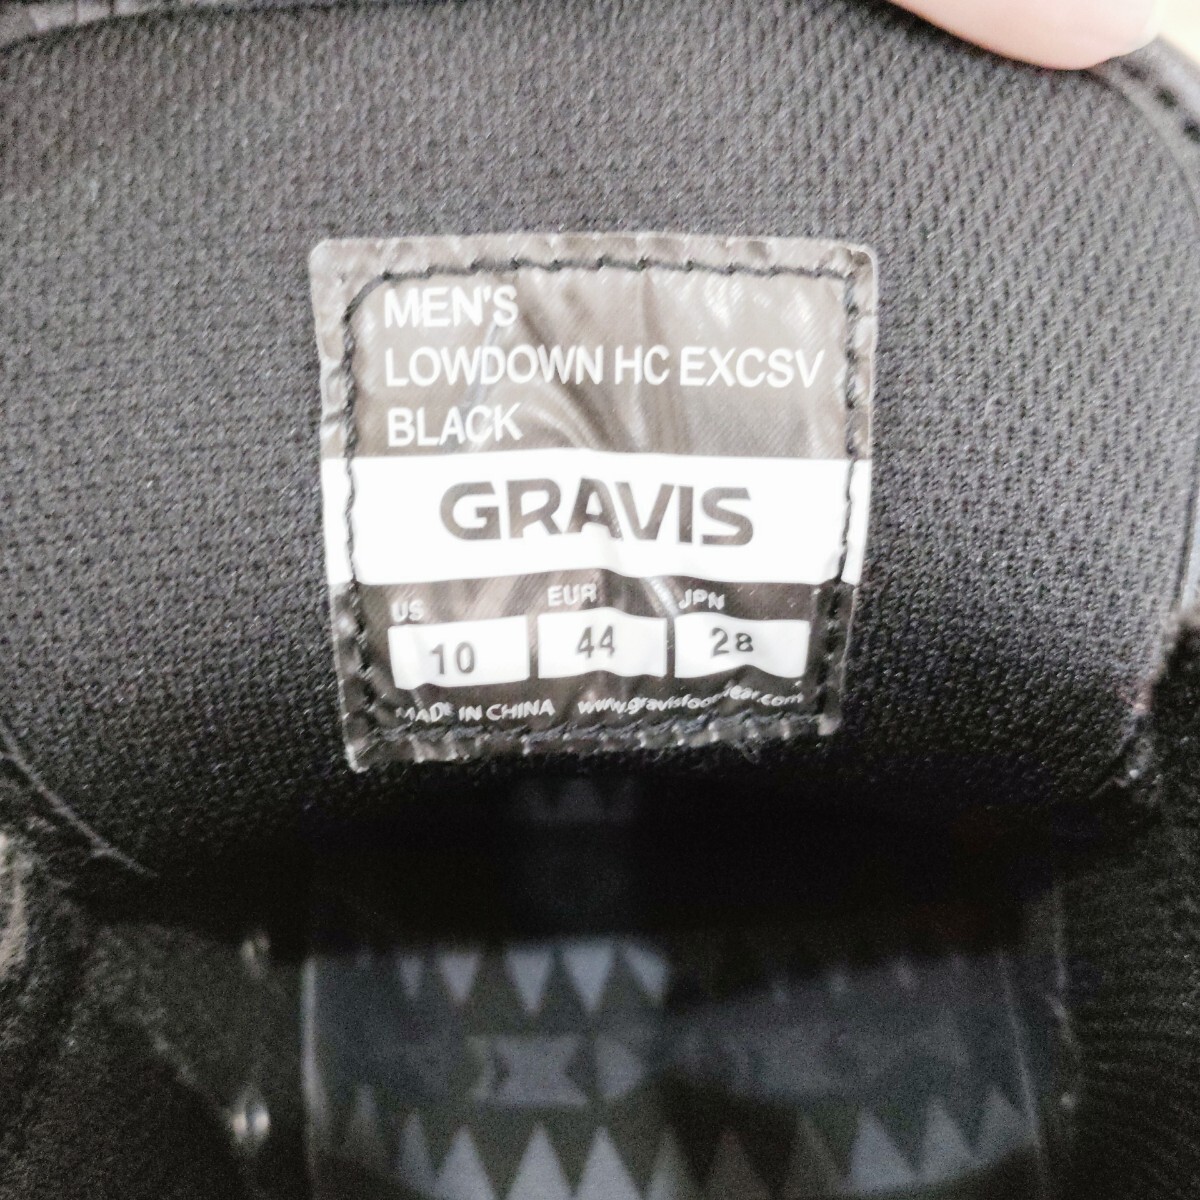 MEN'S
LOWDOWN HC EXCSV
BLACK
GRAVIS
US EUR JPN
10 44 28
MADE IN CHINA www.gravisfootwear.com